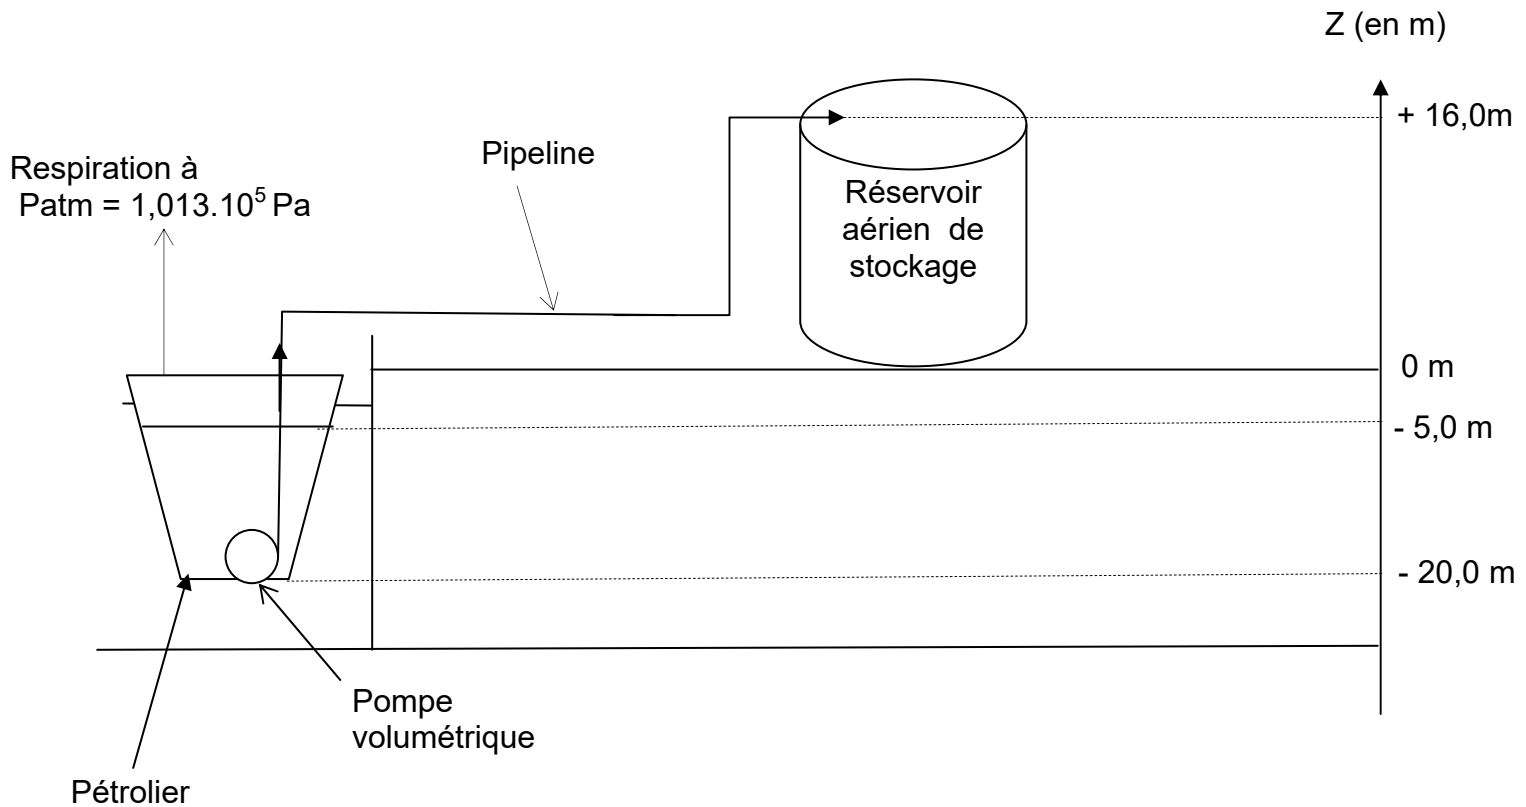 Z (en m)
+ 16,0m
Pipeline
Respiration à
Patm = 1,013.10⁵ Pa
Réservoir
aérien de
stockage
0 m
- 5,0 m
- 20,0 m
Pompe
volumétrique
Pétrolier